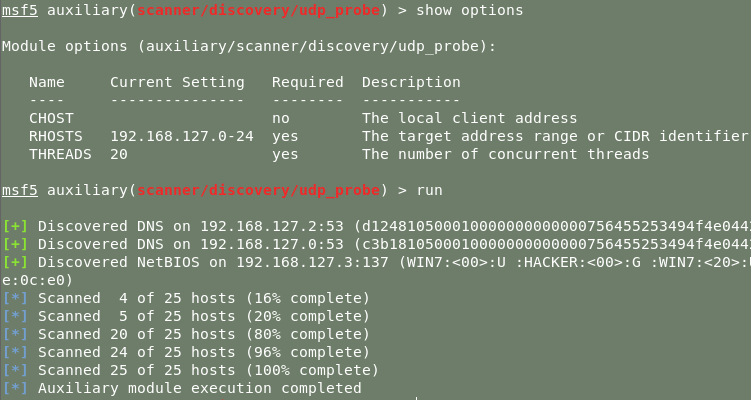 msf5 auxiliary(scanner/discovery/udp_probe) > show options
Module options (auxiliary/scanner/discovery/udp_probe):
Name Current Setting Required Description
---- --------------- -------- -----------
CHOST no The local client address
RHOSTS 192.168.127.0-24 yes The target address range or CIDR identifier
THREADS 20 yes The number of concurrent threads
msf5 auxiliary(scanner/discovery/udp_probe) > run
[+] Discovered DNS on 192.168.127.2:53 (d12481050001000000000000756455253494f4e044
[+] Discovered DNS on 192.168.127.0:53 (c3b181050001000000000000756455253494f4e044
[+] Discovered NetBIOS on 192.168.127.3:137 (WIN7:<00>:U :HACKER:<00>:G :WIN7:<20>:U
e:0c:e0)
[*] Scanned 4 of 25 hosts (16% complete)
[*] Scanned 5 of 25 hosts (20% complete)
[*] Scanned 20 of 25 hosts (80% complete)
[*] Scanned 24 of 25 hosts (96% complete)
[*] Scanned 25 of 25 hosts (100% complete)
[*] Auxiliary module execution completed